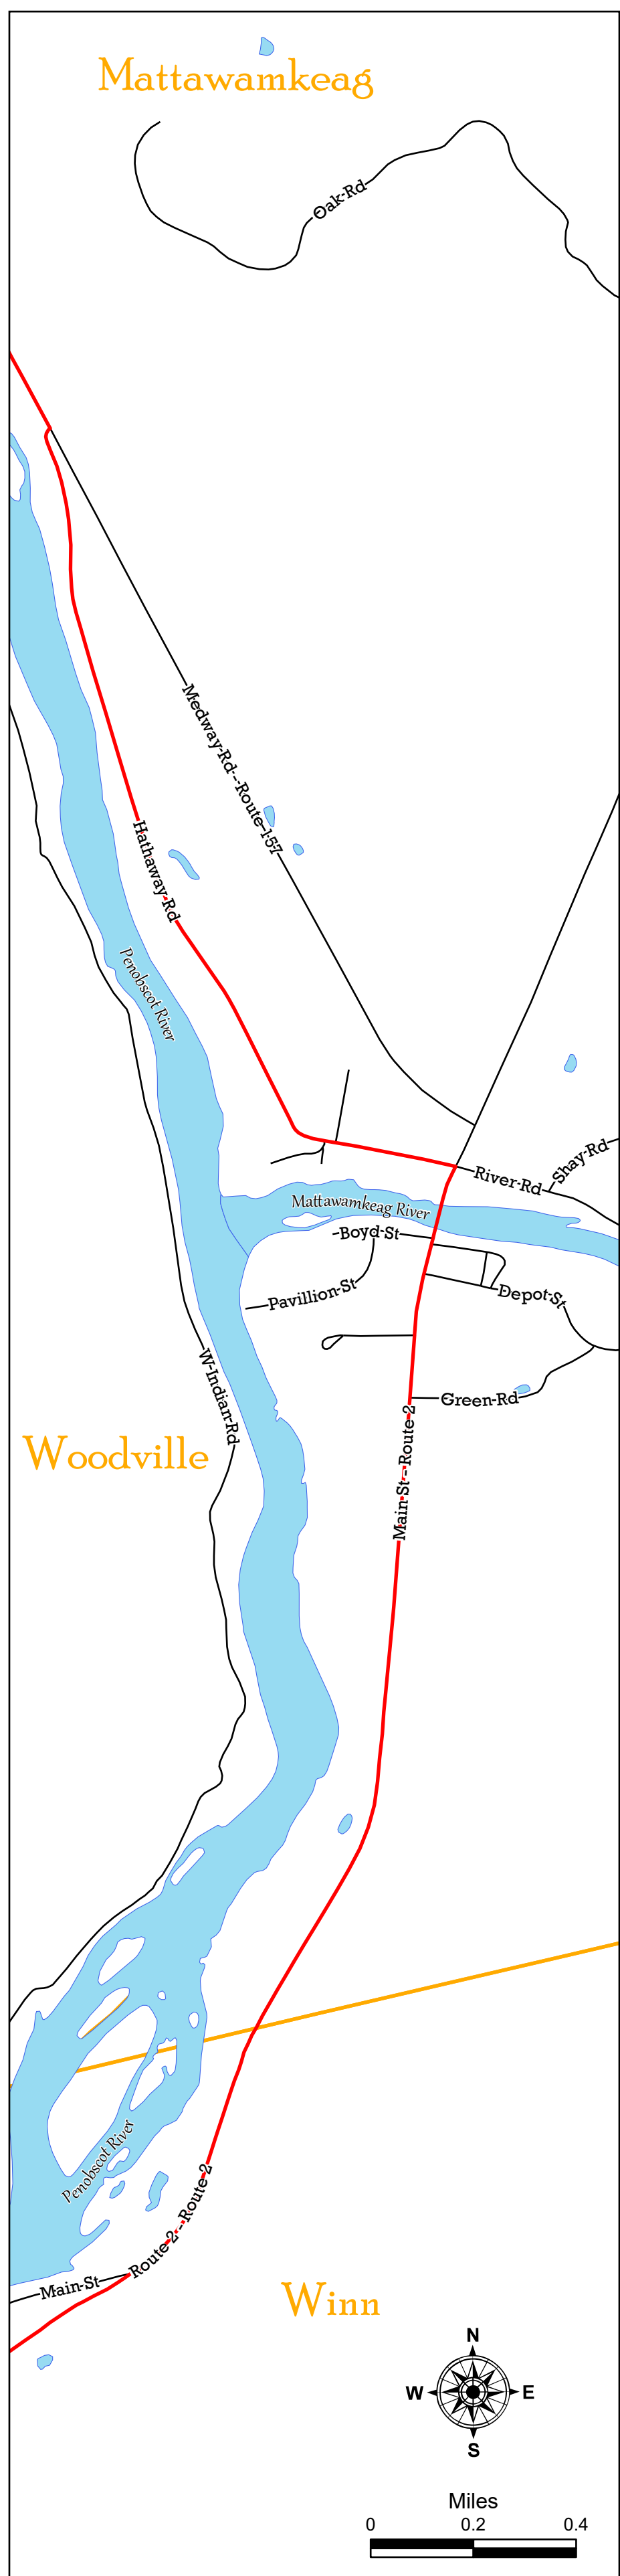 Mattawamkeag
Oak Rd
Medway Rd - Route 157
Hathaway Rd
Penobscot River
Shay Rd
River Rd
Mattawamkeag River
Boyd St
Pavillion St
Depot St
W Indian Rd
Green Rd
Main St - Route 2
Woodville
Penobscot River
Route 2 - Route 2
Main St
Winn
N
W E
S
Miles
0 0.2 0.4